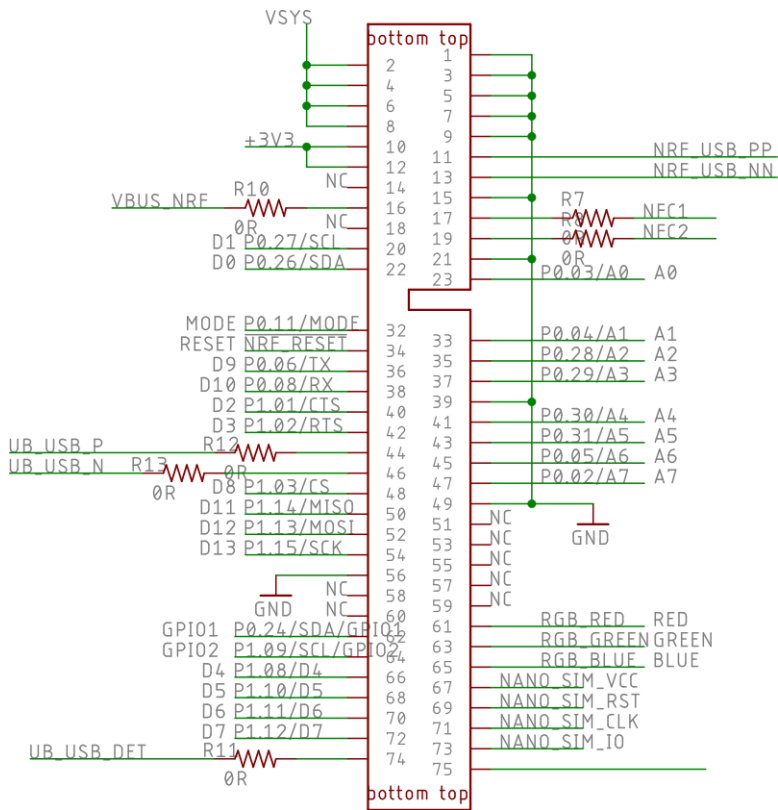 VSYS
bottom top
2 1
4 3
6 5
8 7
+3V3 10 9
12 11 NRF_USB_PP
NC 14 13 NRF_USB_NN
R10 R7
VBUS_NRF 16 15
0R
NC 18 17 NFC1
R8
D1 P0.27/SCL 20 19 NFC2
0R
D0 P0.26/SDA 22 21
0R
23 P0.03/A0 A0
MODE P0.11/MODE 32
RESET NRF_RESET 34 33 P0.04/A1 A1
D9 P0.06/TX 36 35 P0.28/A2 A2
D10 P0.08/RX 38 37 P0.29/A3 A3
D2 P1.01/CTS 40 39
D3 P1.02/RTS 42 41 P0.30/A4 A4
UB_USB_P R12 44 43 P0.31/A5 A5
0R
UB_USB_N R13 46 45 P0.05/A6 A6
0R
D8 P1.03/CS 48 47 P0.02/A7 A7
D11 P1.14/MISO 50 49
D12 P1.13/MOSI 52 51 NC
D13 P1.15/SCK 54 53 NC
GND
56 55 NC
GND
NC 58 57 NC
NC 60 59 NC
GPIO1 P0.24/SDA/GPIO1 62 61 RGB_RED RED
GPIO2 P1.09/SCL/GPIO2 64 63 RGB_GREEN GREEN
D4 P1.08/D4 66 65 RGB_BLUE BLUE
D5 P1.10/D5 68 67 NANO_SIM_VCC
D6 P1.11/D6 70 69 NANO_SIM_RST
D7 P1.12/D7 72 71 NANO_SIM_CLK
UB_USB_DET R11 74 73 NANO_SIM_IO
0R
75
bottom top